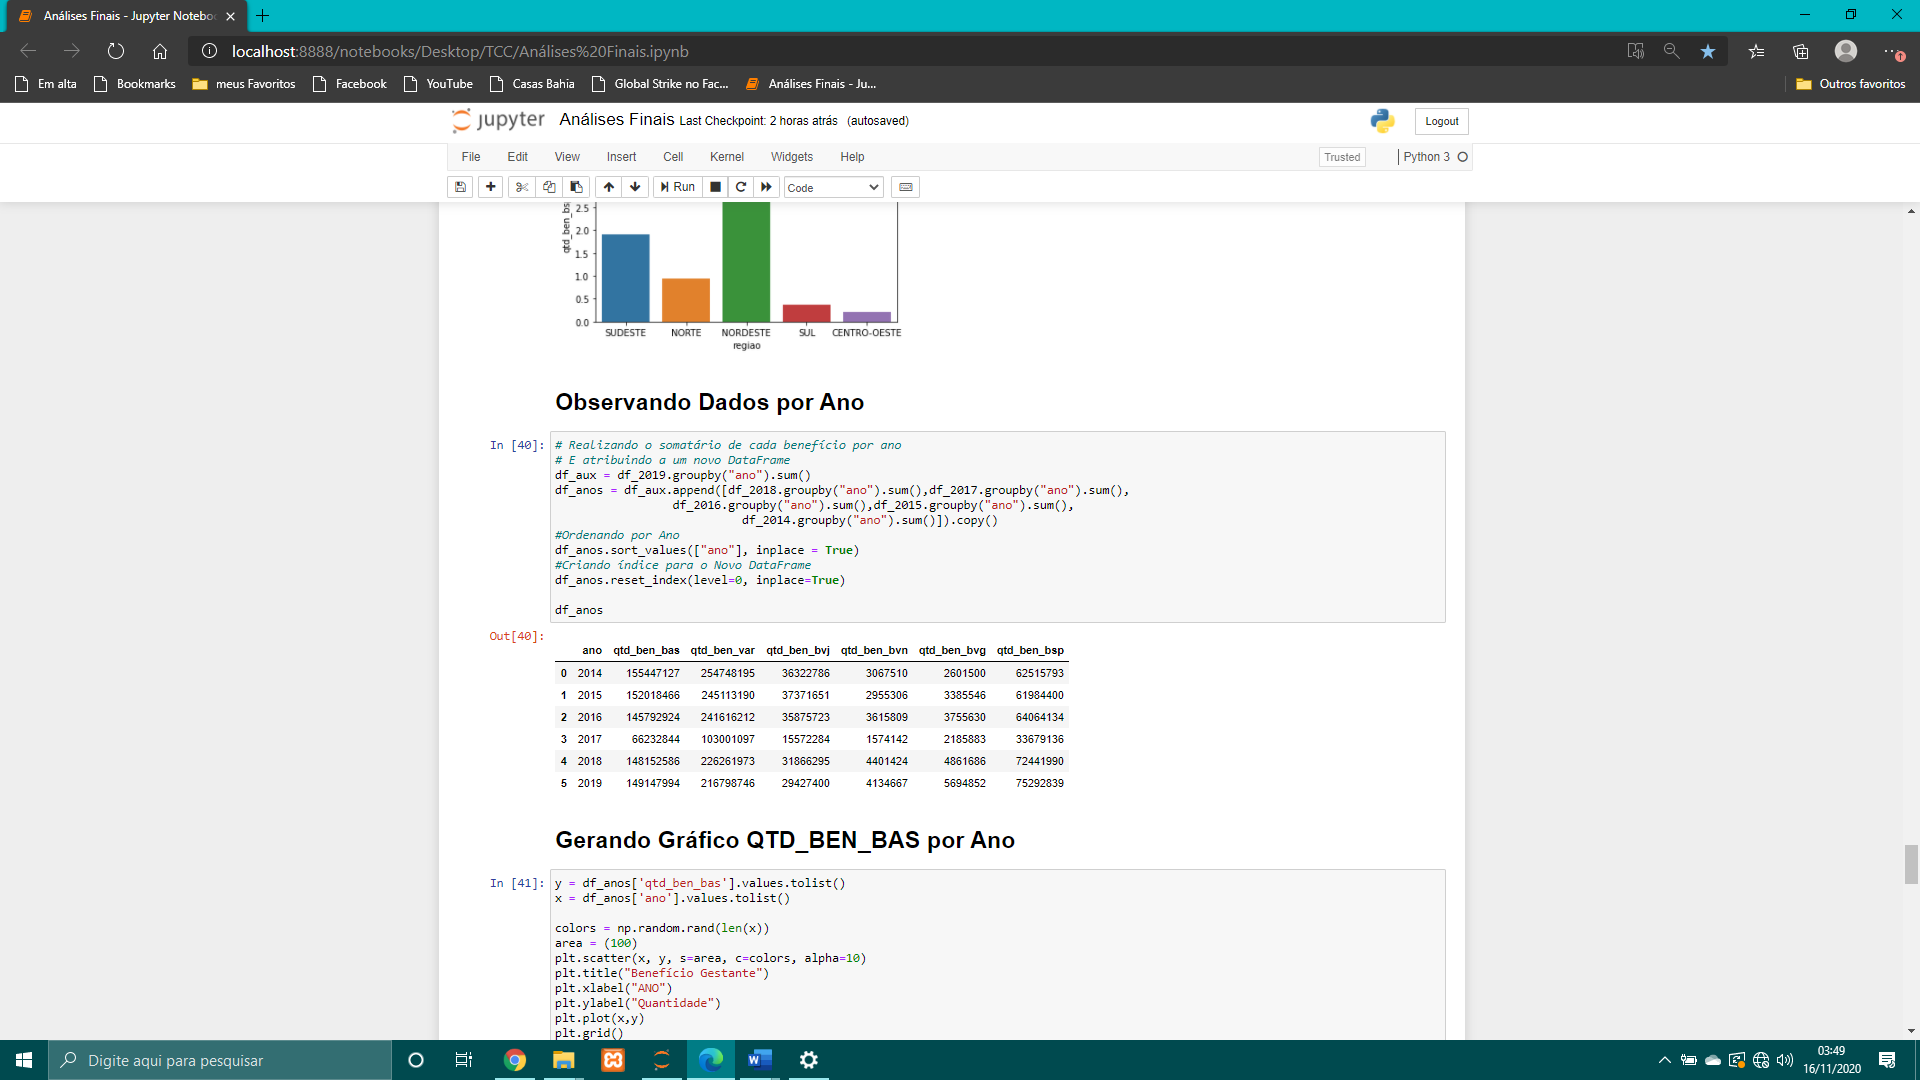 Análises Finais - Jupyter Notebo
localhost:8888/notebooks/Desktop/TCC/Análises%20Finais.ipynb
Em alta
Bookmarks
meus Favoritos
Facebook
YouTube
Casas Bahia
Global Strike no Fac...
Análises Finais - Ju...
Outros favoritos
jupyter
Análises Finais Last Checkpoint: 2 horas atrás (autosaved)
Logout
File Edit View Insert Cell Kernel Widgets Help
Trusted
Python 3
Run
Code
qtd_ben_bs
2.5
2.0
1.5
1.0
0.5
0.0
SUDESTE NORTE NORDESTE SUL CENTRO-OESTE
regiao
Observando Dados por Ano
In [40]:
# Realizando o somatário de cada benefício por ano
# E atribuindo a um novo DataFrame
df_aux = df_2019.groupby("ano").sum()
df_anos = df_aux.append([df_2018.groupby("ano").sum(),df_2017.groupby("ano").sum(),
df_2016.groupby("ano").sum(),df_2015.groupby("ano").sum(),
df_2014.groupby("ano").sum()]).copy()
#Ordenando por Ano
df_anos.sort_values(["ano"], inplace = True)
#Criando índice para o Novo DataFrame
df_anos.reset_index(level=0, inplace=True)
df_anos
Out[40]:
ano qtd_ben_bas qtd_ben_var qtd_ben_bvj qtd_ben_bvn qtd_ben_bvg qtd_ben_bsp
0 2014 155447127 254748195 36322786 3067510 2601500 62515793
1 2015 152018466 245113190 37371651 2955306 3385546 61984400
2 2016 145792924 241616212 35875723 3615809 3755630 64064134
3 2017 66232844 103001097 15572284 1574142 2185883 33679136
4 2018 148152586 226261973 31866295 4401424 4861686 72441990
5 2019 149147994 216798746 29427400 4134667 5694852 75292839
Gerando Gráfico QTD_BEN_BAS por Ano
In [41]:
y = df_anos['qtd_ben_bas'].values.tolist()
x = df_anos['ano'].values.tolist()
colors = np.random.rand(len(x))
area = (100)
plt.scatter(x, y, s=area, c=colors, alpha=10)
plt.title("Benefício Gestante")
plt.xlabel("ANO")
plt.ylabel("Quantidade")
plt.plot(x,y)
plt.grid()
Digite aqui para pesquisar
03:49
16/11/2020